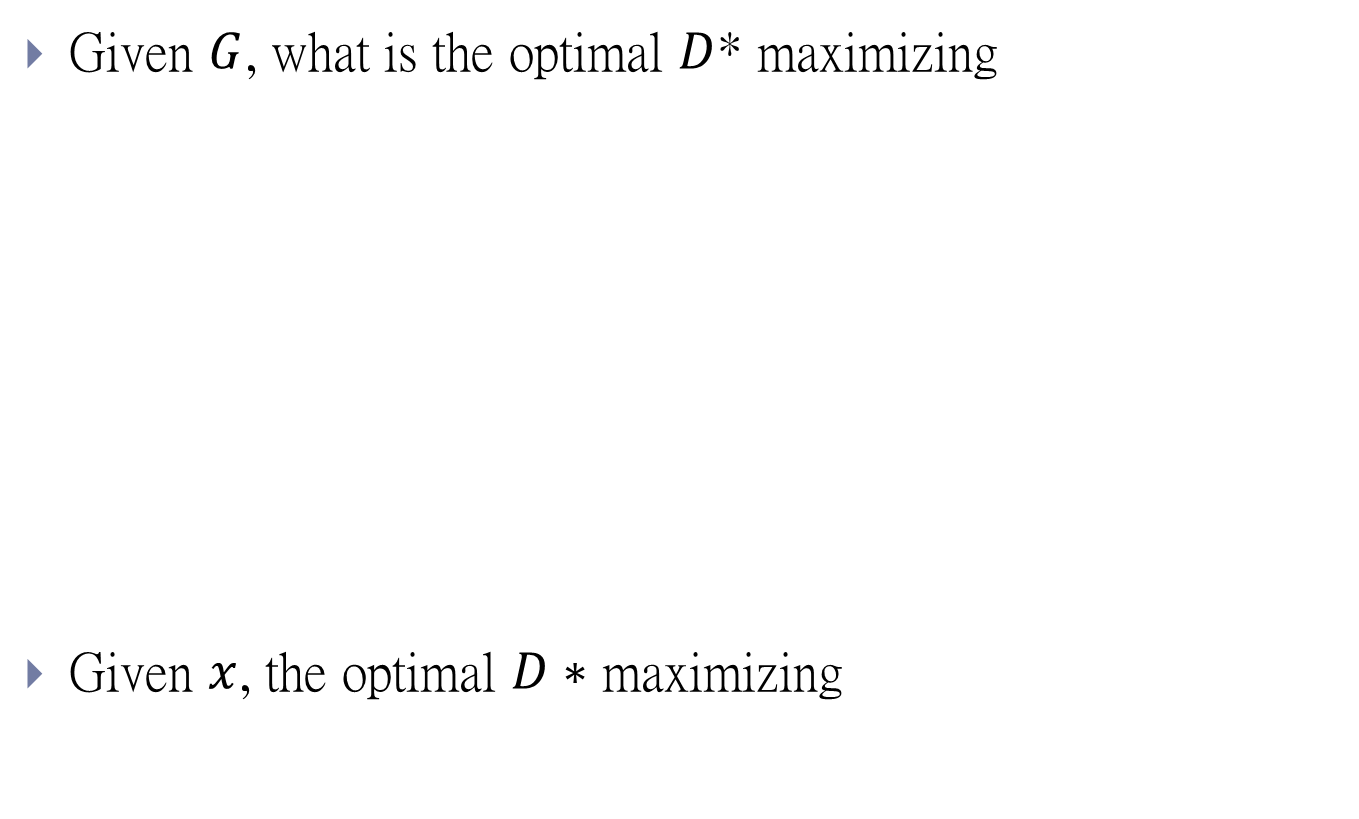 Given G, what is the optimal D* maximizing
Given x, the optimal D * maximizing